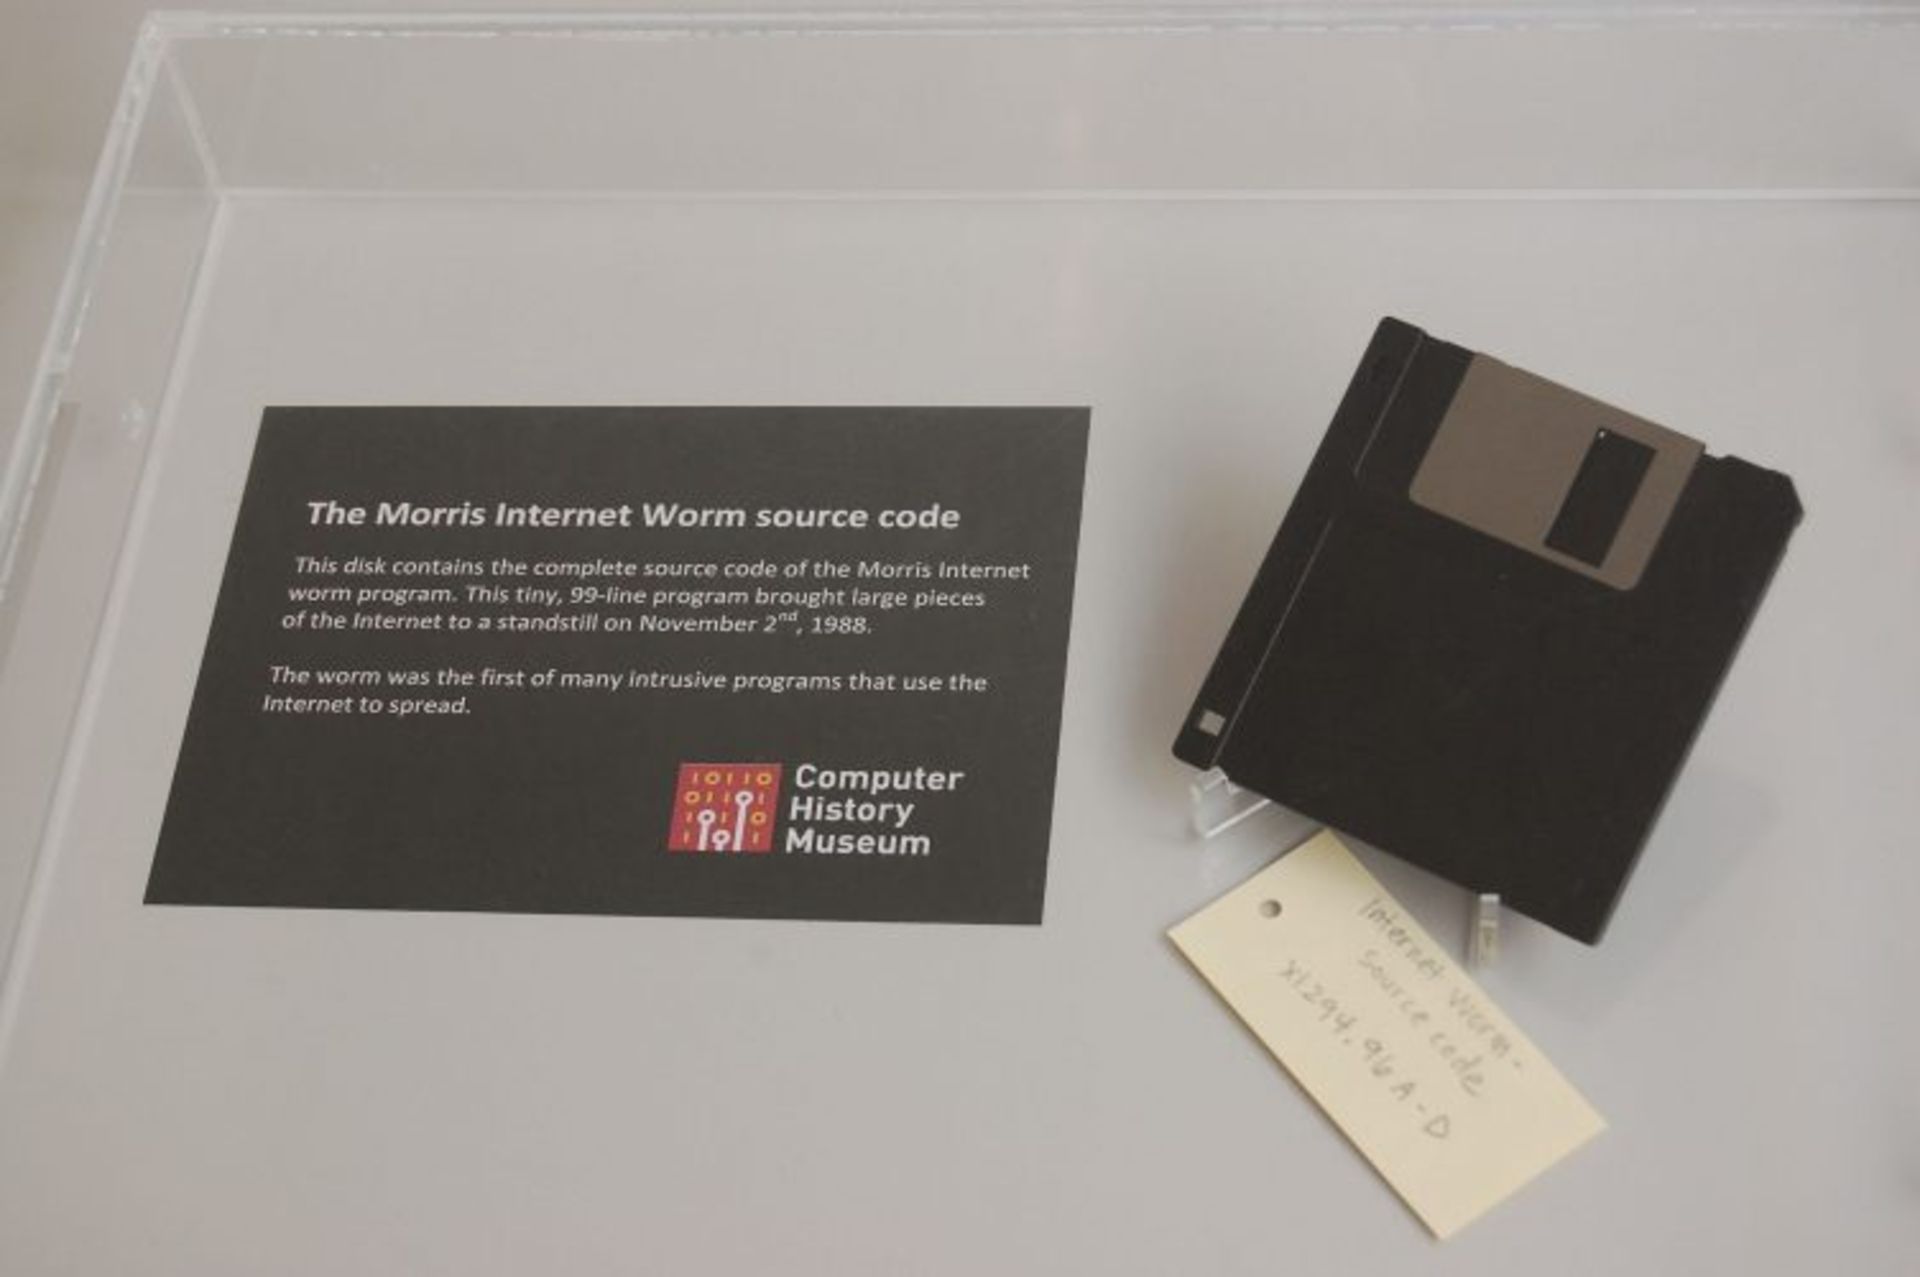 The Morris Internet Worm source code
This disk contains the complete source code of the Morris Internet
worm program. This tiny, 99-line program brought large pieces
of the Internet to a standstill on November 2nd, 1988.
The worm was the first of many intrusive programs that use the
Internet to spread.
10110
01101
Computer
History
Museum
Internet Worm-
source code
X1294.96 A-D